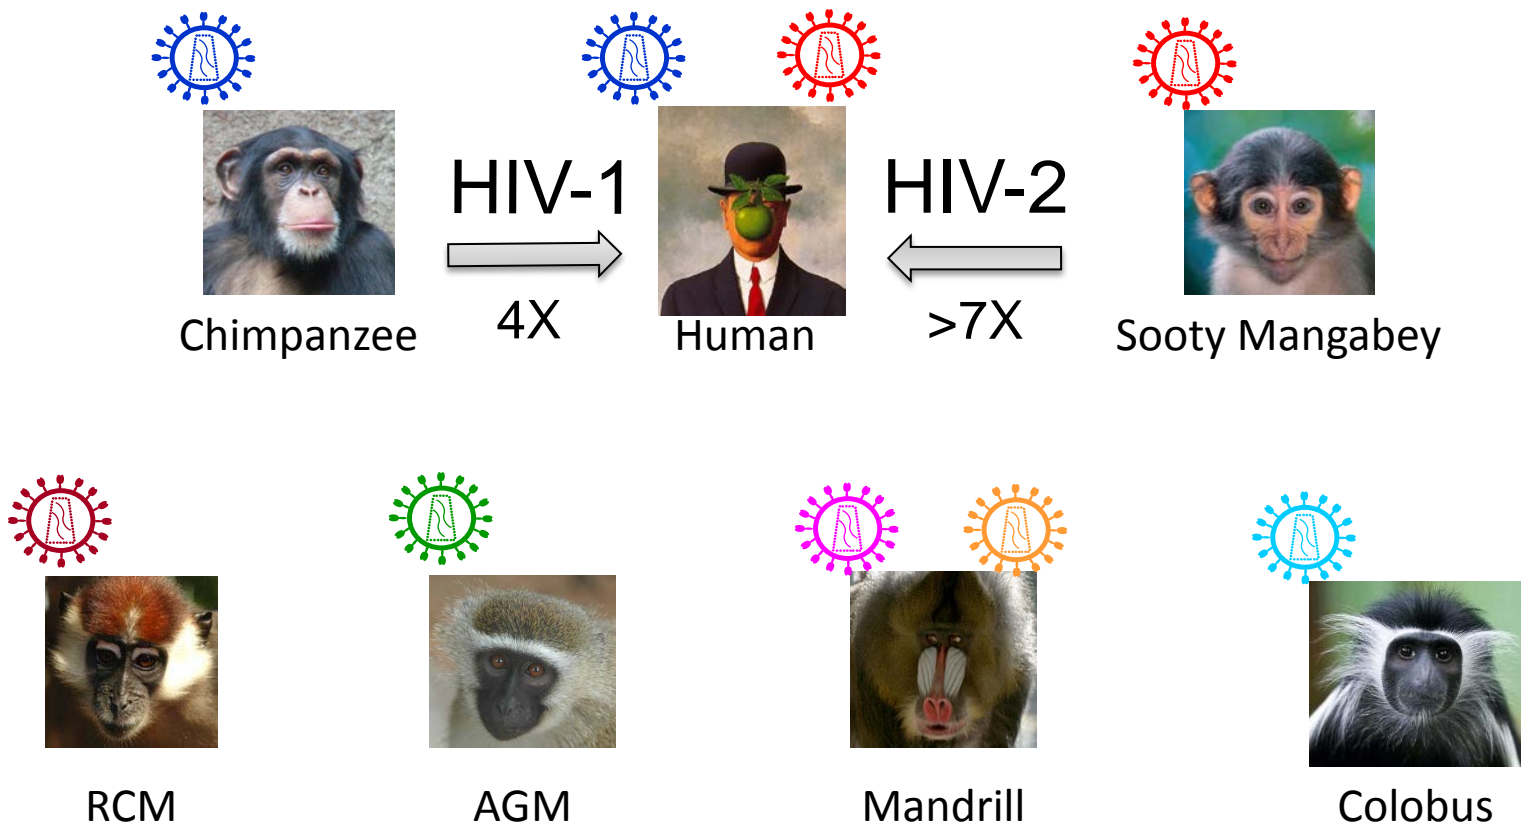 HIV-1
HIV-2
4X
>7X
Chimpanzee
Human
Sooty Mangabey
RCM
AGM
Mandrill
Colobus